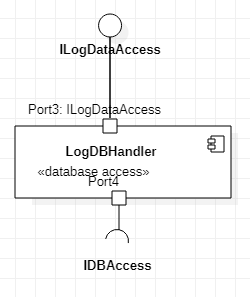 ILogDataAccess
Port3: ILogDataAccess
LogDBHandler
«database access»
Port4
IDBAccess